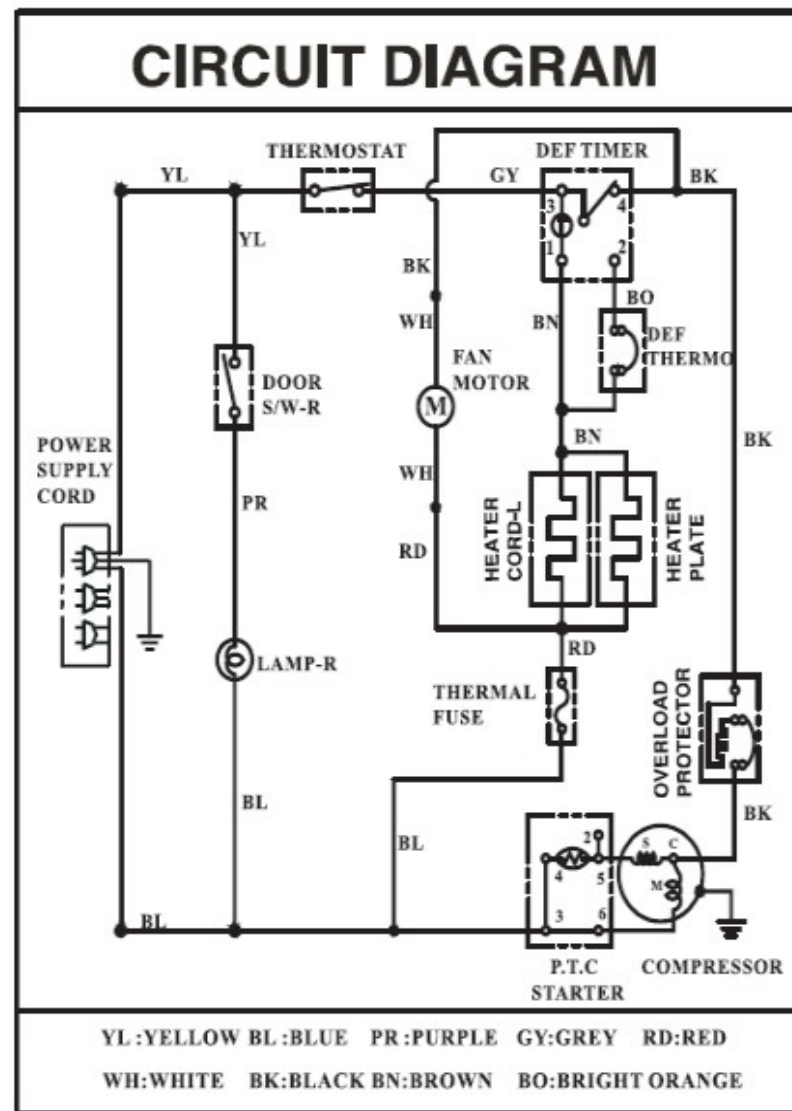 CIRCUIT DIAGRAM
THERMOSTAT
DEF TIMER
YL
GY
BK
3
4
1
2
YL
BK
BO
WH
BN
DEF
THERMO
FAN
MOTOR
DOOR
S/W-R
M
BN
BK
POWER
SUPPLY
CORD
WH
PR
HEATER
CORD-L
HEATER
PLATE
RD
RD
LAMP-R
THERMAL
FUSE
OVERLOAD
PROTECTOR
BL
BK
BL
2
S
C
4
5
M
BL
3
6
P.T.C
STARTER
COMPRESSOR
YL:YELLOW BL:BLUE PR:PURPLE GY:GREY RD:RED
WH:WHITE BK:BLACK BN:BROWN BO:BRIGHT ORANGE